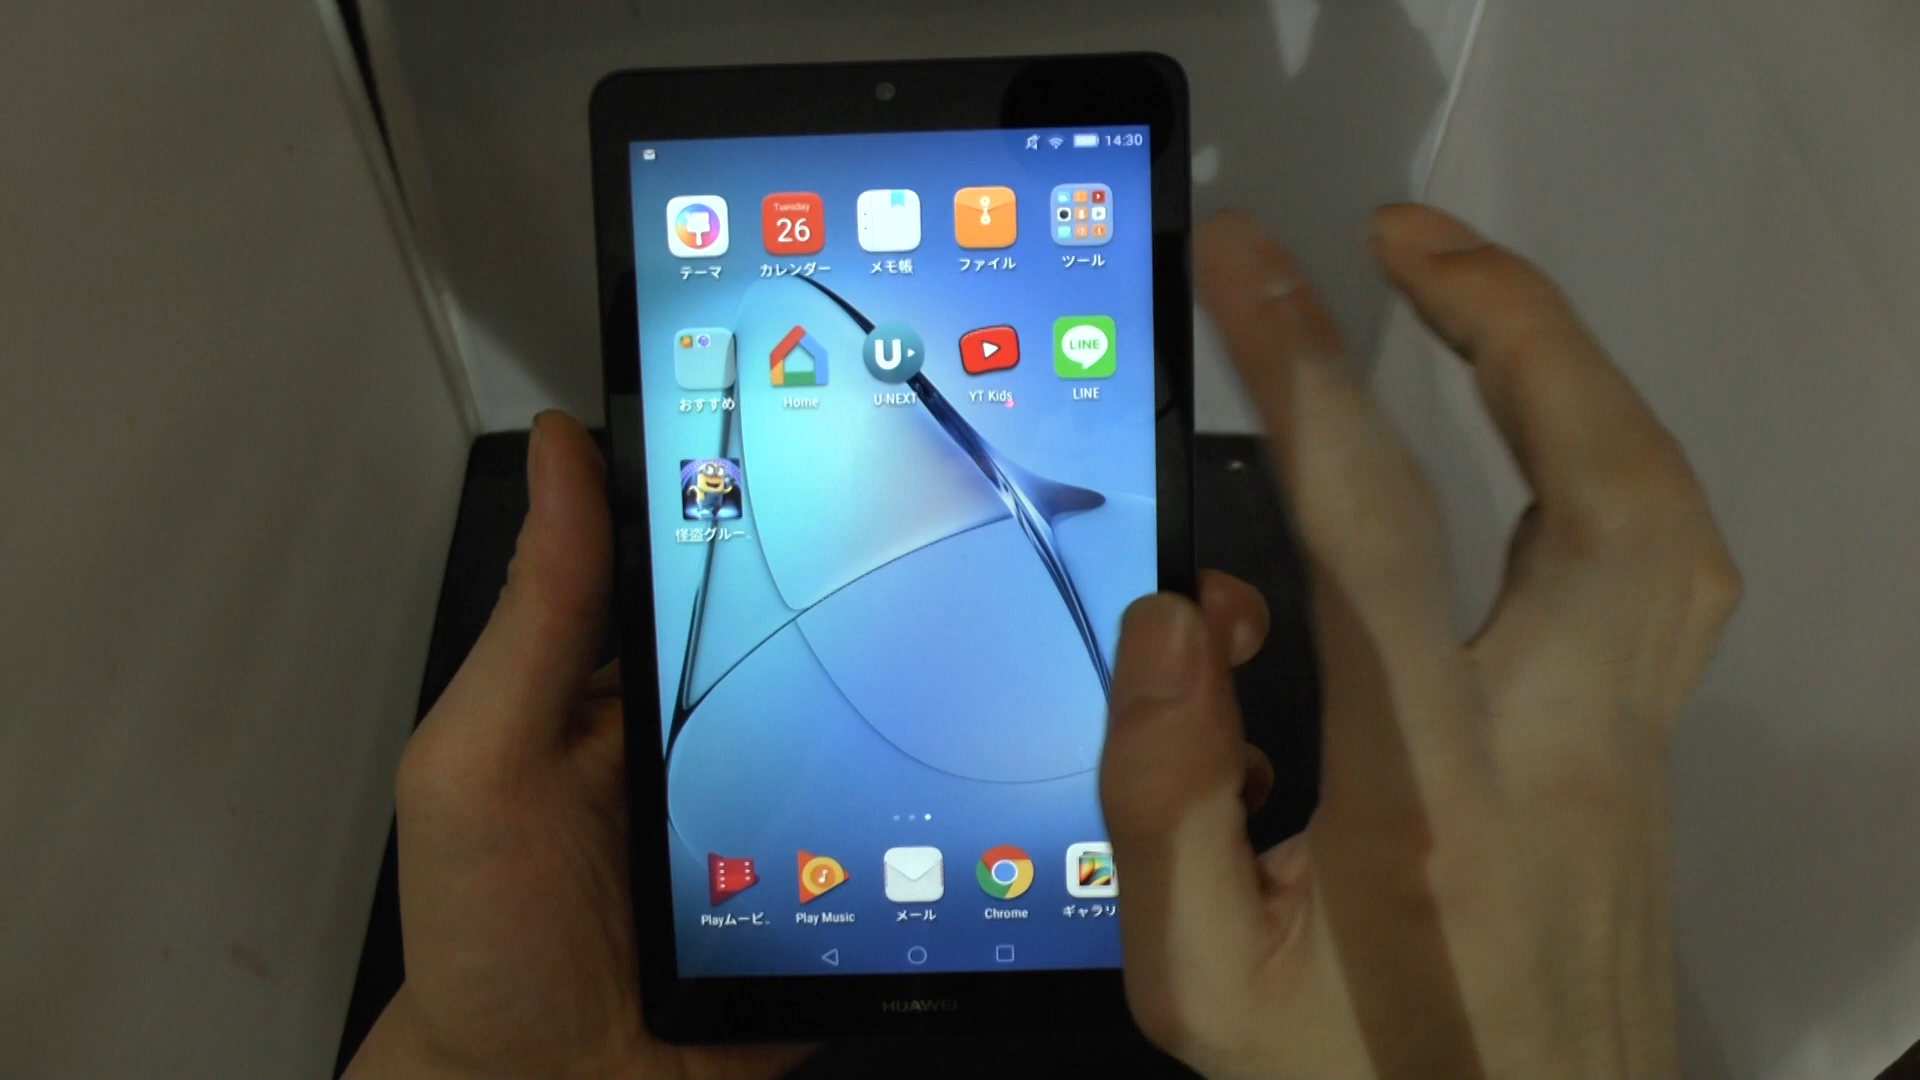 14:30
Tuesday
26
テーマ
カレンダー
メモ帳
ファイル
ツール
U
LINE
おすすめ
Home
U-NEXT
YT Kids
LINE
怪盗グルー..
Playムービ..
Play Music
メール
Chrome
ギャラリ
HUAWEI